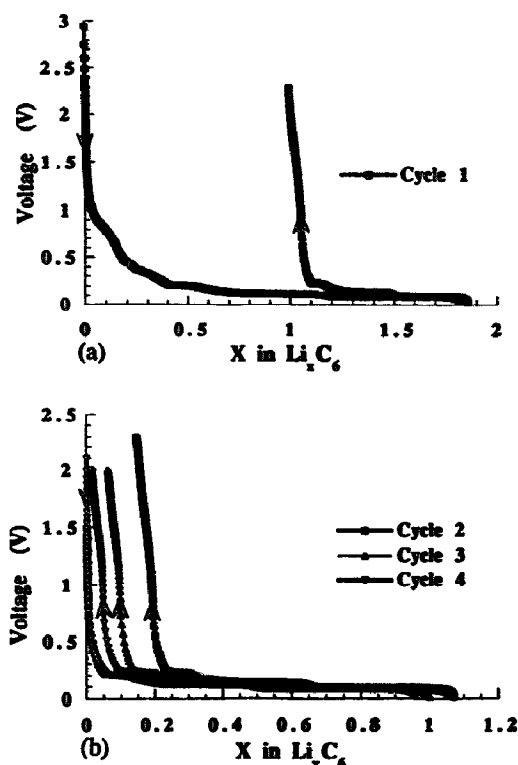 3
2.5
2
1.5
1
0.5
0
Voltage (V)
Cycle 1
0 0.5 1 1.5 2
(a)
X in LiₓC₆
2.5
2
1.5
1
0.5
0
Voltage (V)
Cycle 2
Cycle 3
Cycle 4
0 0.2 0.4 0.6 0.8 1 1.2
(b)
X in LiₓC₆